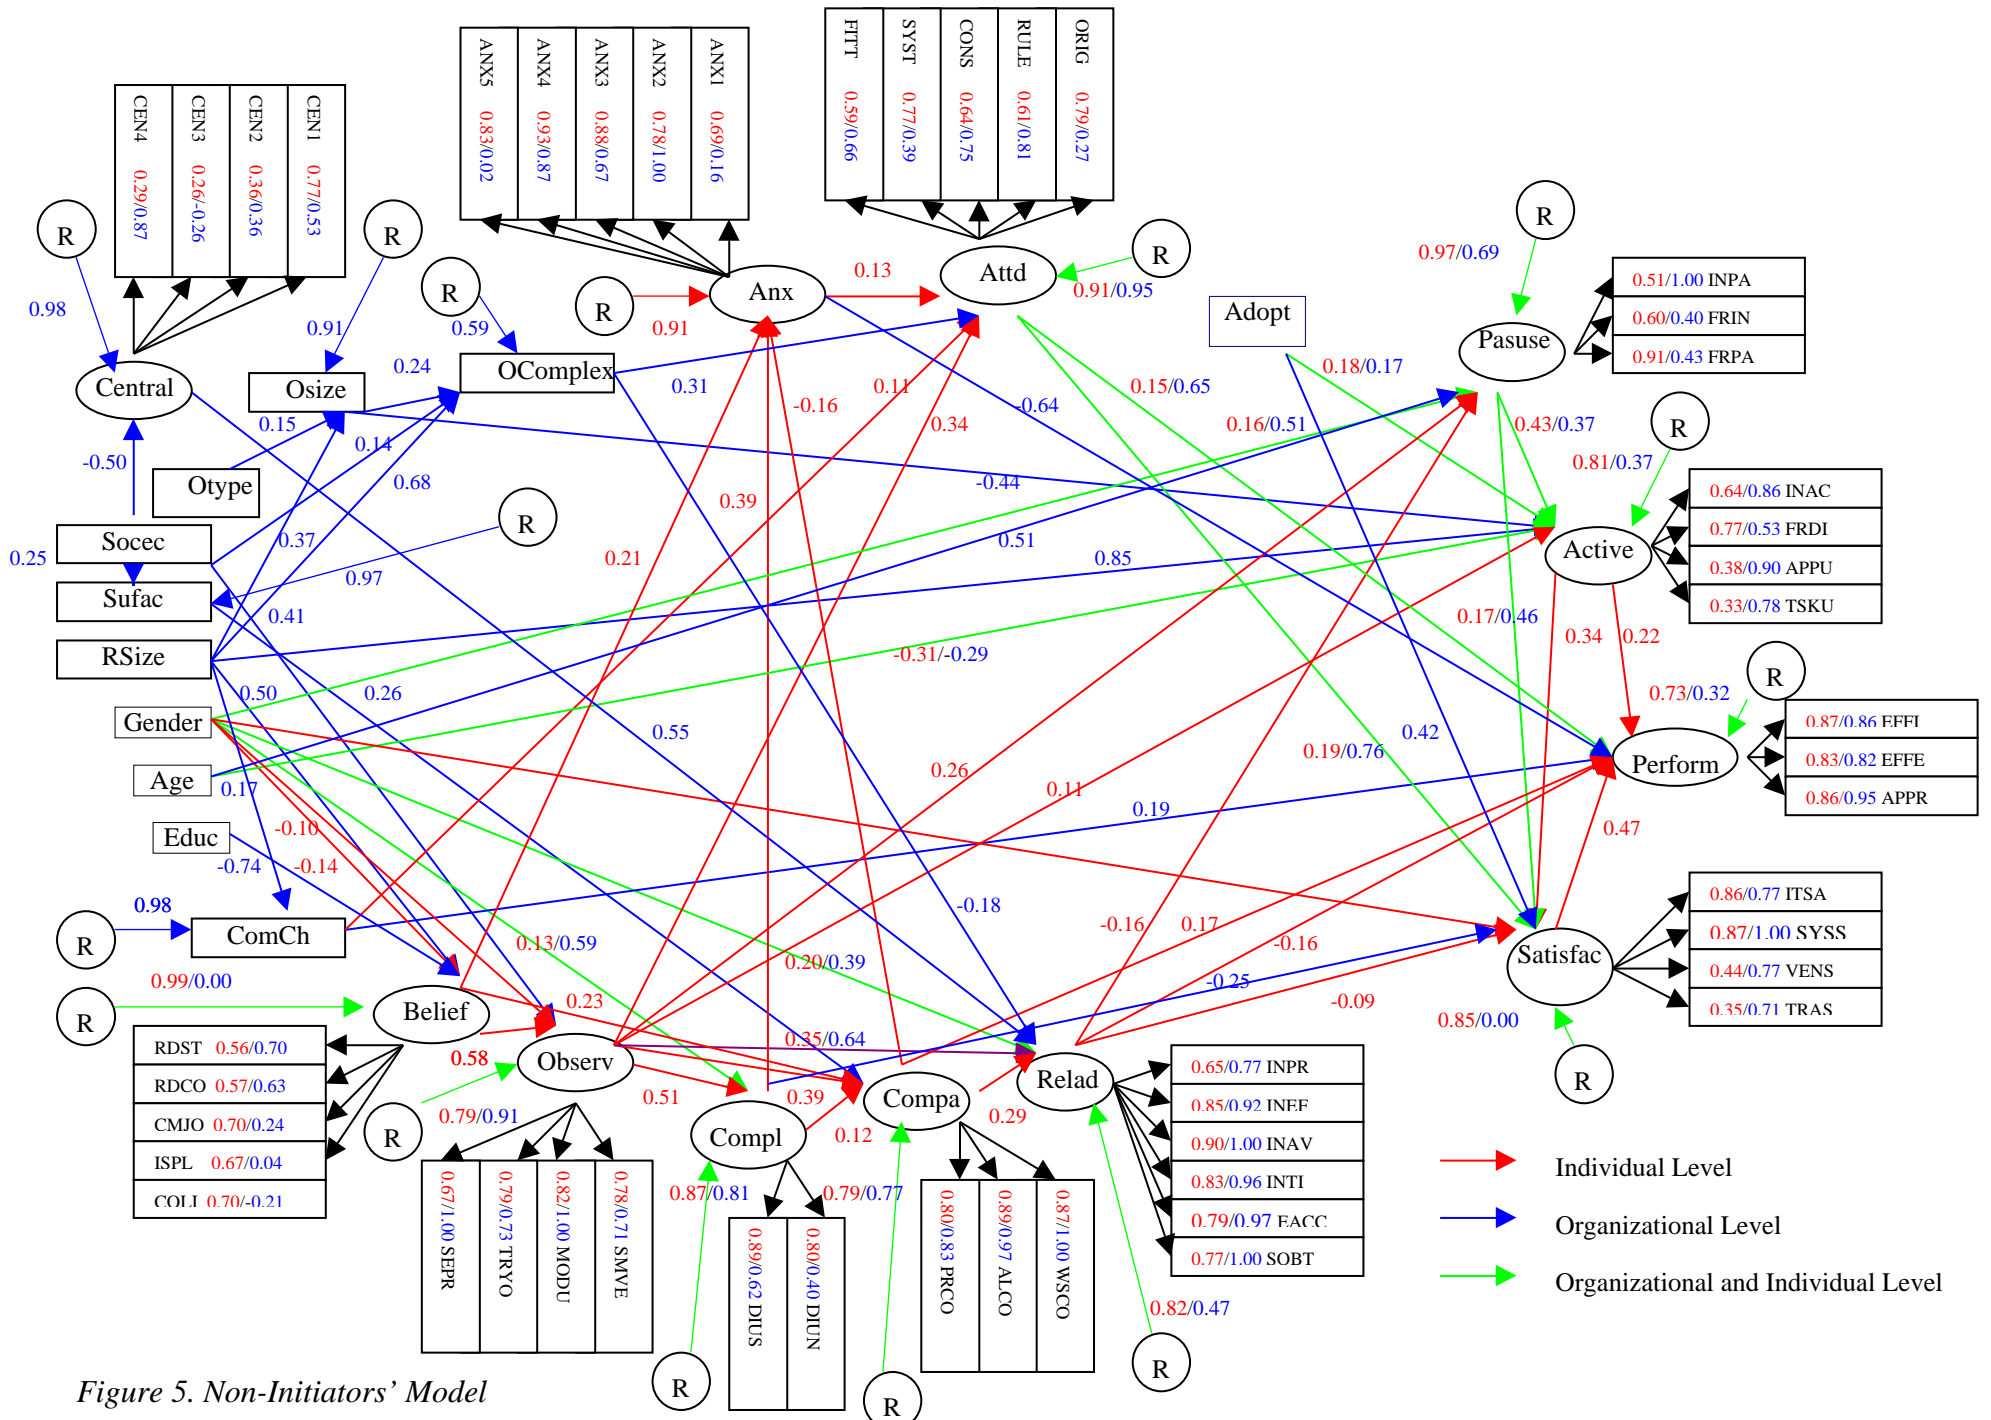 FITT 0.59/0.66
SYST 0.77/0.39
CONS 0.64/0.75
RULE 0.61/0.81
ORIG 0.79/0.27
ANX5 0.83/0.02
ANX4 0.93/0.87
ANX3 0.88/0.67
ANX2 0.78/1.00
ANX1 0.69/0.16
CEN4 0.29/0.87
CEN3 0.26/-0.26
CEN2 0.36/0.36
CEN1 0.77/0.53
R
R
R
R
R
R
0.98
0.91
0.59
0.91
Anx
0.13
Attd
0.91/0.95
Adopt
0.97/0.69
Pasuse
0.51/1.00 INPA
0.60/0.40 FRIN
0.91/0.43 FRPA
Central
Osize
0.24
OComplex
0.31
0.11
-0.16
0.34
0.15/0.65
-0.64
0.18/0.17
0.16/0.51
0.43/0.37
R
0.81/0.37
0.15
0.14
-0.50
Otype
0.68
0.39
-0.44
0.64/0.86 INAC
0.77/0.53 FRDI
0.38/0.90 APPU
0.33/0.78 TSKU
Active
R
Socec
0.25
0.37
0.97
0.21
0.51
0.85
Sufac
0.41
0.17/0.46
0.34
0.22
RSize
-0.31/-0.29
0.50
0.26
0.73/0.32
R
Gender
0.55
0.19/0.76
0.42
0.87/0.86 EFFI
0.83/0.82 EFFE
0.86/0.95 APPR
Perform
Age
0.17
0.26
0.11
0.19
0.47
Educ
-0.10
-0.74
-0.14
0.98
R
ComCh
-0.18
-0.16
0.17
-0.16
0.86/0.77 ITSA
0.87/1.00 SYSS
0.44/0.77 VENS
0.35/0.71 TRAS
Satisfac
0.13/0.59
0.20/0.39
-0.25
-0.09
0.99/0.00
R
Belief
0.23
0.58
Observ
0.35/0.64
0.85/0.00
R
RDST 0.56/0.70
RDCO 0.57/0.63
CMJO 0.70/0.24
ISPL 0.67/0.04
COLI 0.70/-0.21
R
0.79/0.91
0.51
0.39
0.12
Compl
Compa
0.29
Relad
0.65/0.77 INPR
0.85/0.92 INEF
0.90/1.00 INAV
0.83/0.96 INTI
0.79/0.97 EACC
0.77/1.00 SOBT
0.67/1.00 SEPR
0.79/0.73 TRYO
0.82/1.00 MODU
0.78/0.71 SMVE
0.87/0.81
0.79/0.77
0.89/0.62 DIUS
0.80/0.40 DIUN
0.80/0.83 PRCO
0.89/0.97 ALCO
0.87/1.00 WSCO
0.82/0.47
R
R
R
Individual Level
Organizational Level
Organizational and Individual Level
Figure 5. Non-Initiators' Model